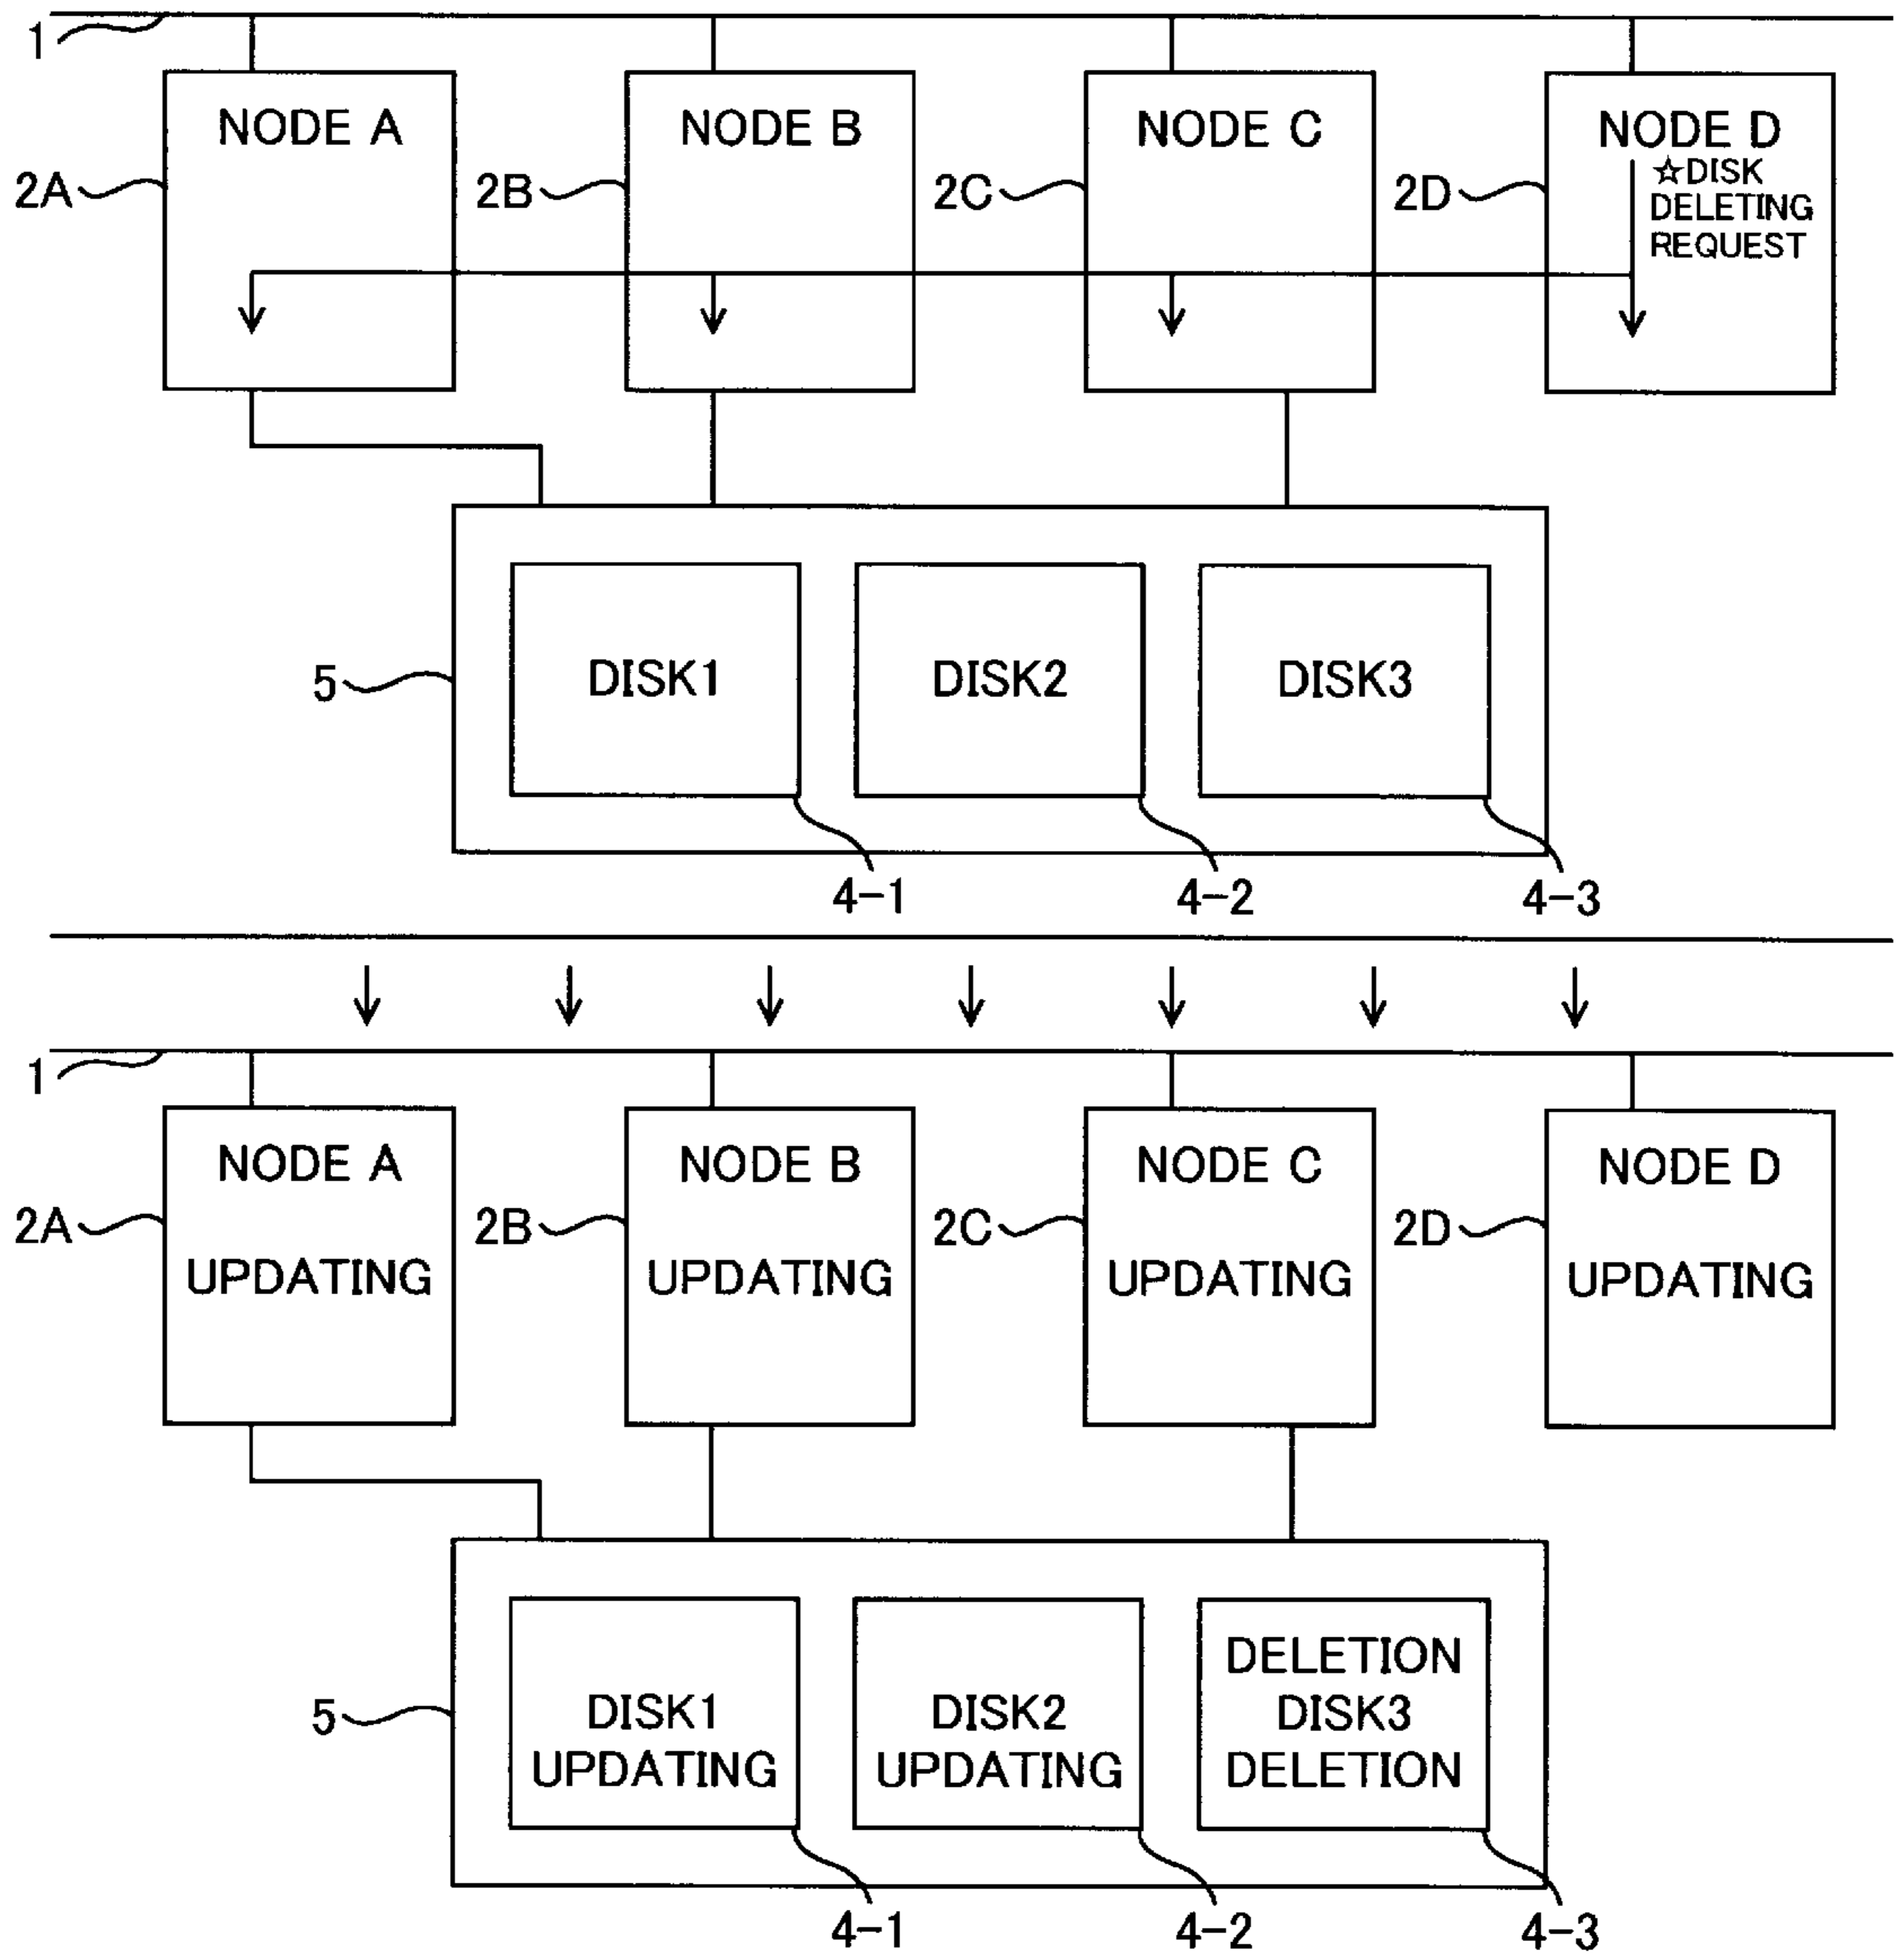 1
NODE A
NODE B
NODE C
NODE D
☆DISK
DELETING
REQUEST
2A
2B
2C
2D
DISK1
DISK2
DISK3
5
4-1
4-2
4-3
1
NODE A
NODE B
NODE C
NODE D
2A
2B
2C
2D
UPDATING
UPDATING
UPDATING
UPDATING
5
DISK1
UPDATING
DISK2
UPDATING
DELETION
DISK3
DELETION
4-1
4-2
4-3